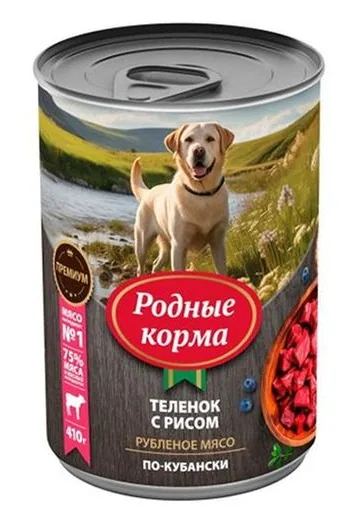 ПРЕМИУМ
Родные
корма
МЯСО
№1
75%
МЯСА
ТЕЛЕНОК
С РИСОМ
РУБЛЕНОЕ МЯСО
ПО-КУБАНСКИ
410г